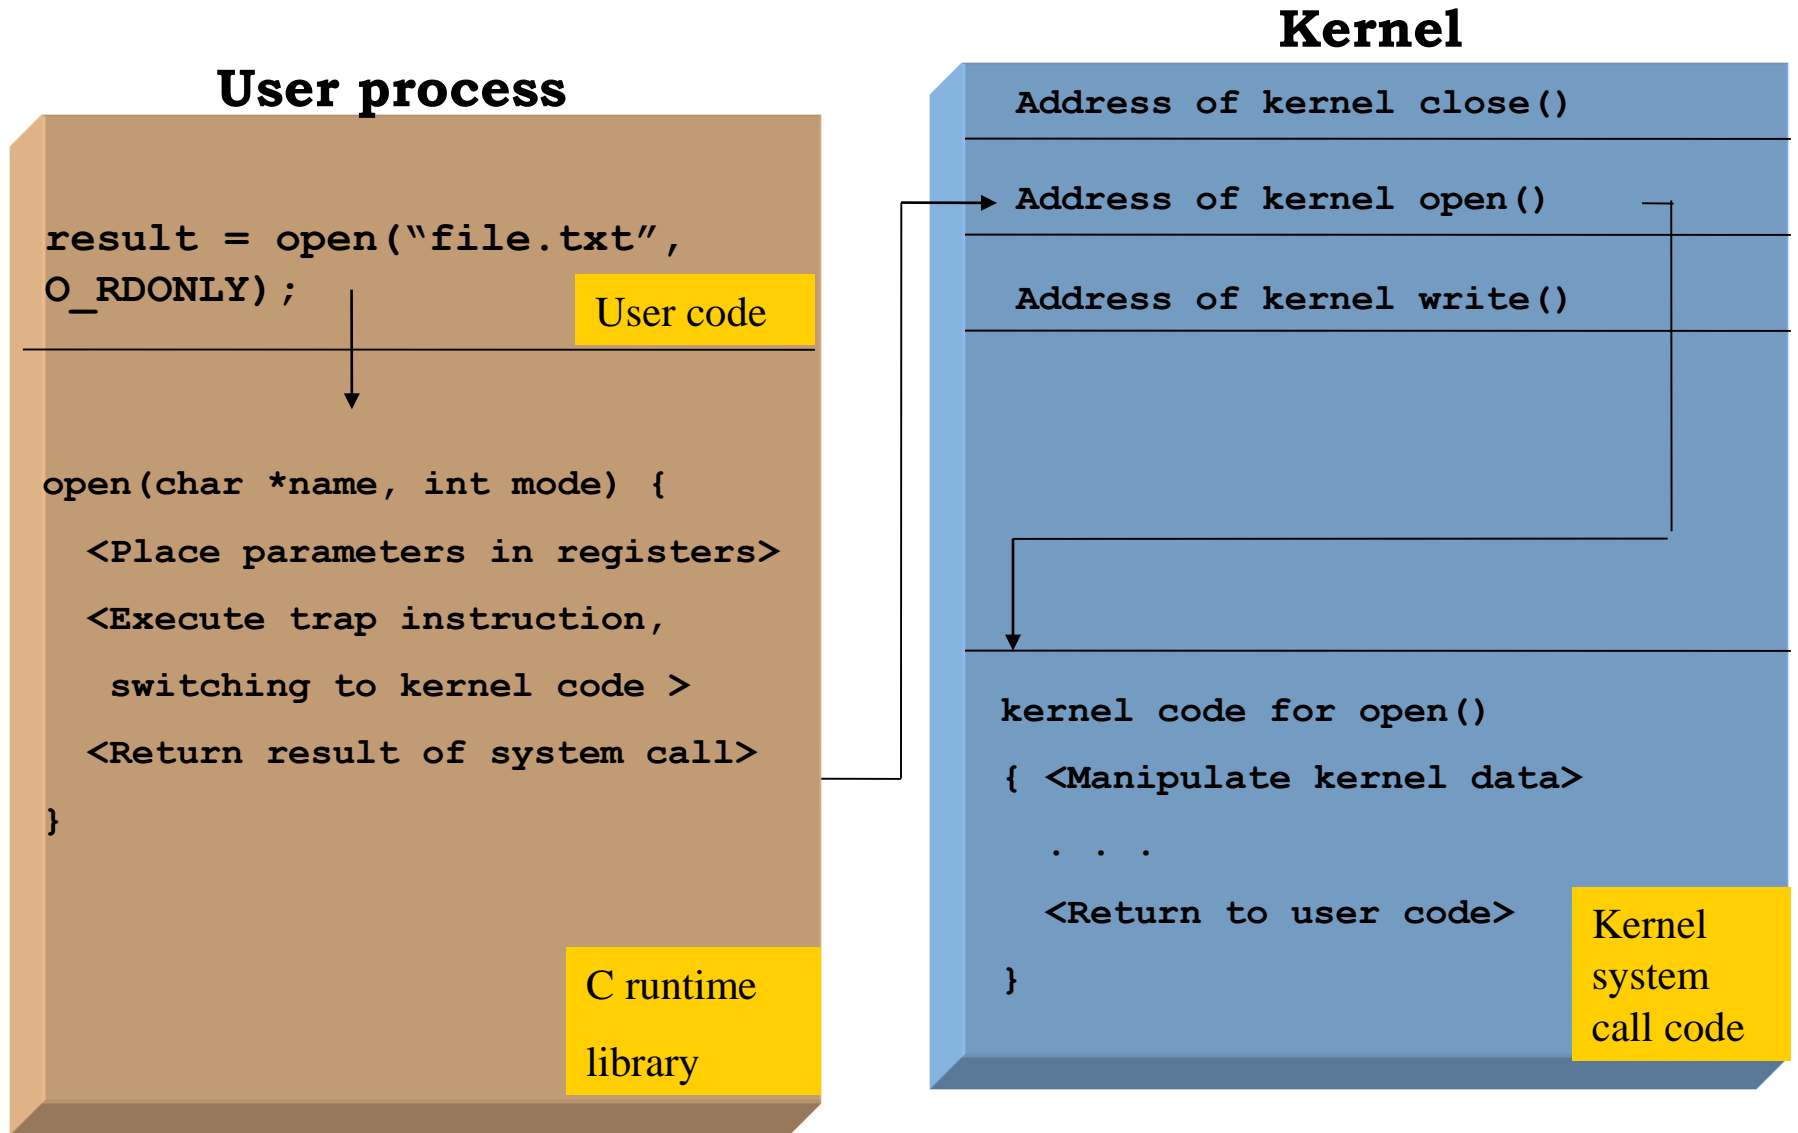 User process
result = open(“file.txt”,
O_RDONLY);
User code
open(char *name, int mode) {
<Place parameters in registers>
<Execute trap instruction,
switching to kernel code >
<Return result of system call>
}
C runtime
library
Kernel
Address of kernel close()
Address of kernel open()
Address of kernel write()
kernel code for open()
{ <Manipulate kernel data>
. . .
<Return to user code>
}
Kernel
system
call code